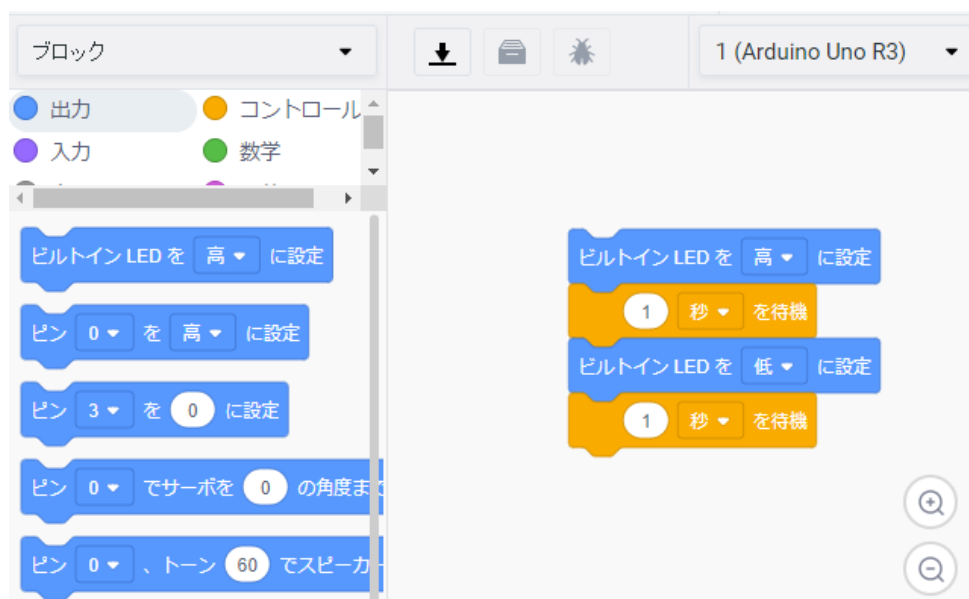 ブロック
1 (Arduino Uno R3)
出力
コントロール
入力
数学
ビルトイン LED を 高 に設定
ピン 0 を 高 に設定
ピン 3 を 0 に設定
ピン 0 でサーボを 0 の角度まで
ピン 0 、トーン 60 でスピーカー
ビルトイン LED を 高 に設定
1 秒 を待機
ビルトイン LED を 低 に設定
1 秒 を待機